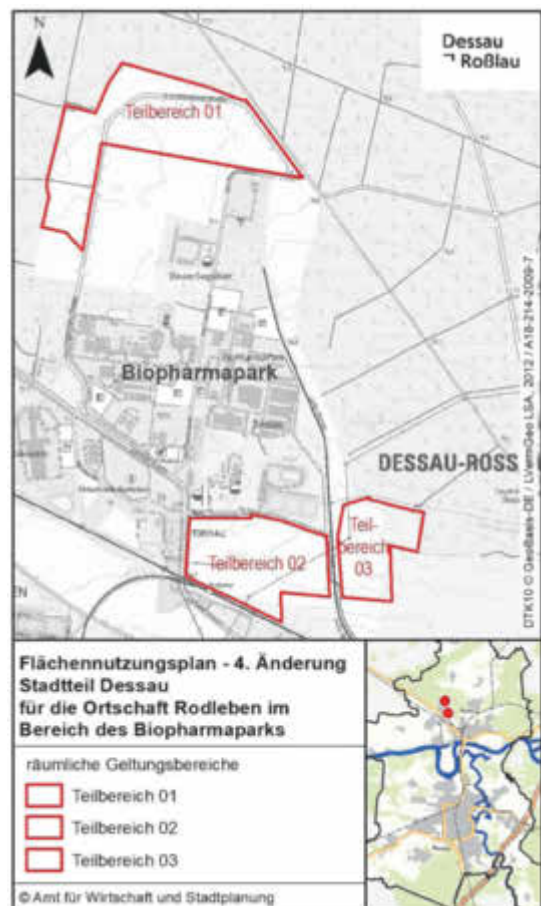 N
Dessau
Roßlau
Teilbereich 01
Biopharmapark
DESSAU-ROSS
TORNAU
Teilbereich 02
Teil-
bereich
03
DTK10 © GeoBasis-DE / LVermGeo LSA, 2012 / A18-214-2009-7
Flächennutzungsplan - 4. Änderung
Stadtteil Dessau
für die Ortschaft Rodleben im
Bereich des Biopharmaparks
räumliche Geltungsbereiche
Teilbereich 01
Teilbereich 02
Teilbereich 03
© Amt für Wirtschaft und Stadtplanung